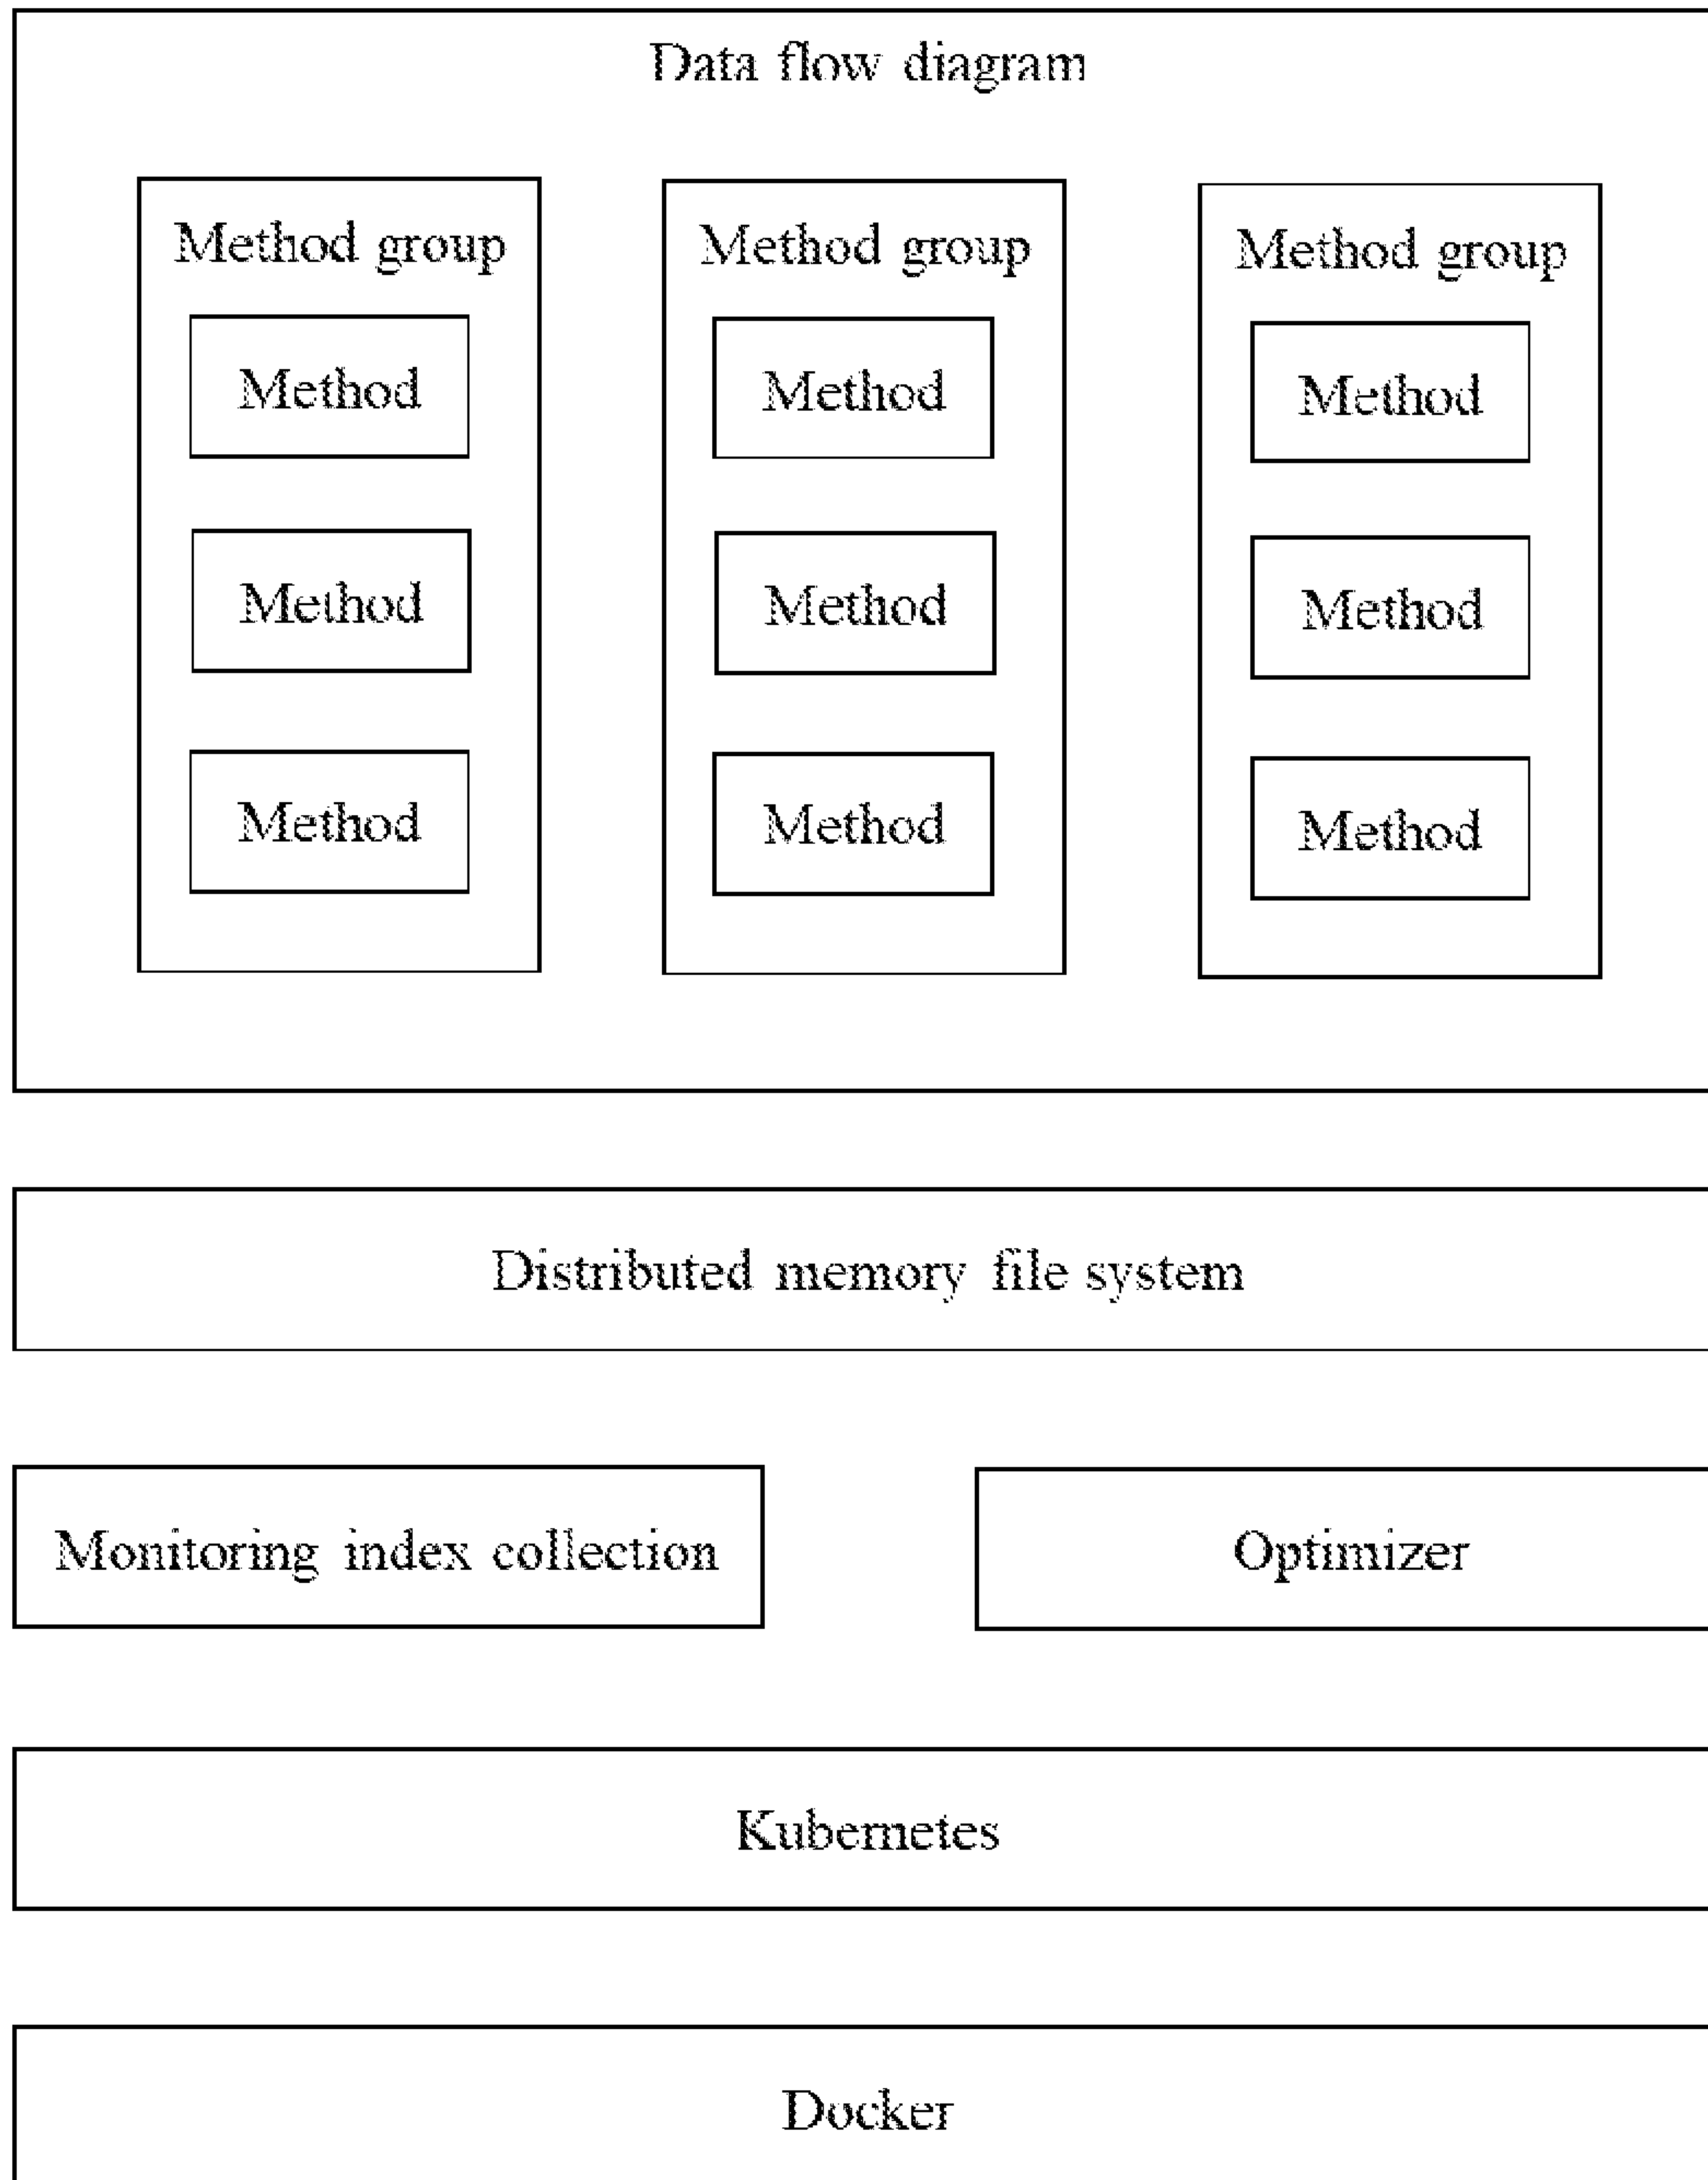 Data flow diagram
Method group
Method
Method
Method
Method group
Method
Method
Method
Method group
Method
Method
Method
Distributed memory file system
Monitoring index collection
Optimizer
Kubernetes
Docker